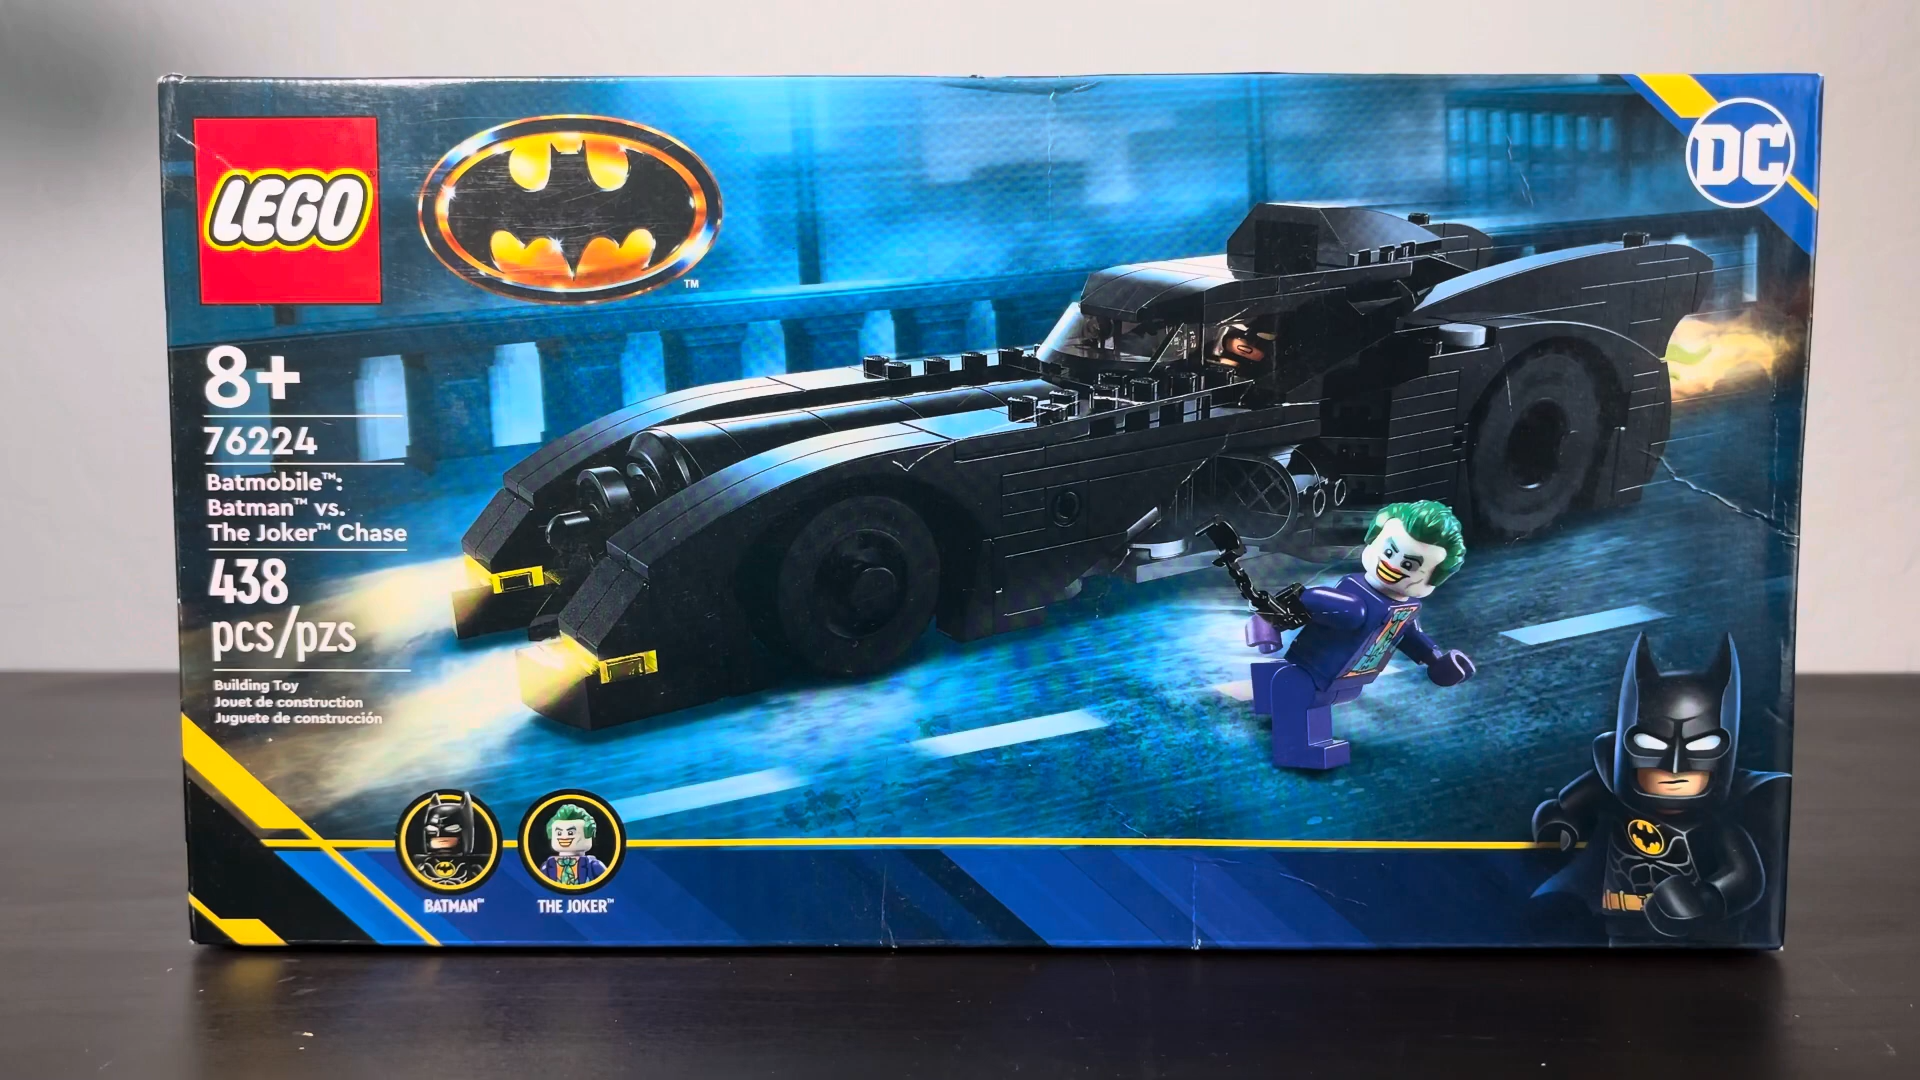 LEGO
TM
DC
8+
76224
Batmobile™:
Batman™ vs.
The Joker™ Chase
438
pcs/pzs
Building Toy
Jouet de construction
Juguete de construcción
BATMAN™
THE JOKER™